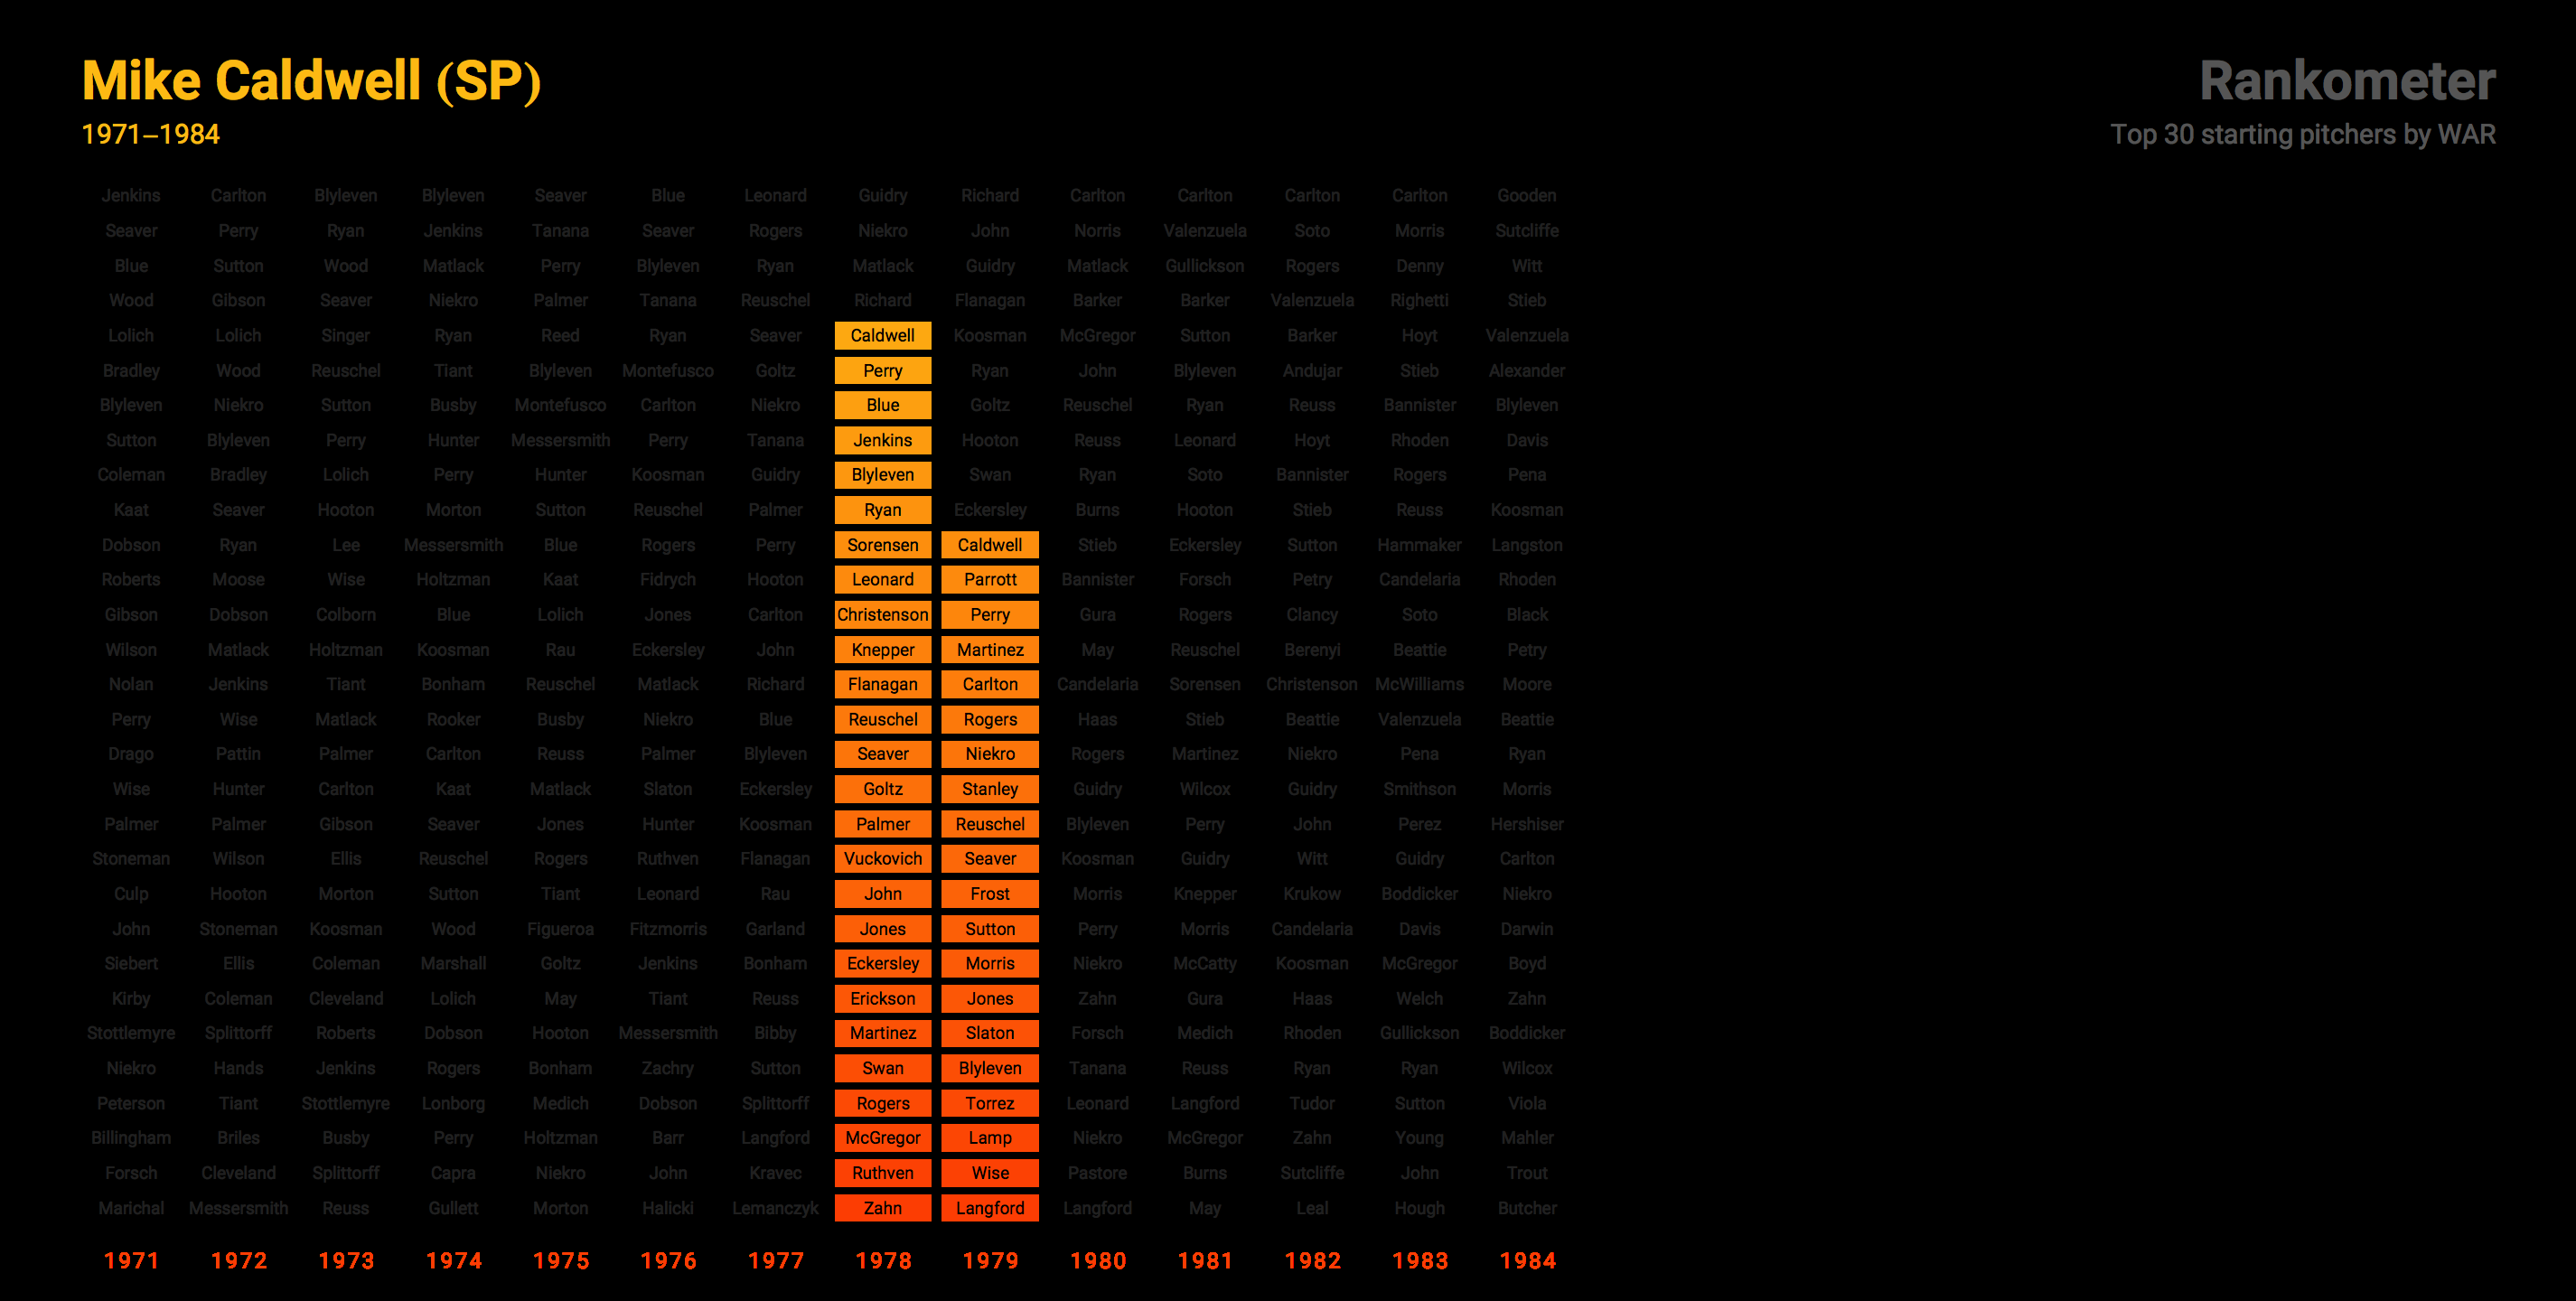 Mike Caldwell (SP)
1971–1984
Rankometer
Top 30 starting pitchers by WAR
Jenkins Carlton Blyleven Blyleven Seaver Blue Leonard Guidry Richard Carlton Carlton Carlton Carlton Gooden
Seaver Perry Ryan Jenkins Tanana Seaver Rogers Niekro John Norris Valenzuela Soto Morris Sutcliffe
Blue Sutton Wood Matlack Perry Blyleven Ryan Matlack Guidry Matlack Gullickson Rogers Denny Witt
Wood Gibson Seaver Niekro Palmer Tanana Reuschel Richard Flanagan Barker Barker Valenzuela Righetti Stieb
Lolich Lolich Singer Ryan Reed Ryan Seaver Caldwell Koosman McGregor Sutton Barker Hoyt Valenzuela
Bradley Wood Reuschel Tiant Blyleven Montefusco Goltz Perry Ryan John Blyleven Andujar Stieb Alexander
Blyleven Niekro Sutton Busby Montefusco Carlton Niekro Blue Goltz Reuschel Ryan Reuss Bannister Blyleven
Sutton Blyleven Perry Hunter Messersmith Perry Tanana Jenkins Hooton Reuss Leonard Hoyt Rhoden Davis
Coleman Bradley Lolich Perry Hunter Koosman Guidry Blyleven Swan Ryan Soto Bannister Rogers Pena
Kaat Seaver Hooton Morton Sutton Reuschel Palmer Ryan Eckersley Burns Hooton Stieb Reuss Koosman
Dobson Ryan Lee Messersmith Blue Rogers Perry Sorensen Caldwell Stieb Eckersley Sutton Hammaker Langston
Roberts Moose Wise Holtzman Kaat Fidrych Hooton Leonard Parrott Bannister Forsch Petry Candelaria Rhoden
Gibson Dobson Colborn Blue Lolich Jones Carlton Christenson Perry Gura Rogers Clancy Soto Black
Wilson Matlack Holtzman Koosman Rau Eckersley John Knepper Martinez May Reuschel Berenyi Beattie Petry
Nolan Jenkins Tiant Bonham Reuschel Matlack Richard Flanagan Carlton Candelaria Sorensen Christenson McWilliams Moore
Perry Wise Matlack Rooker Busby Niekro Blue Reuschel Rogers Haas Stieb Beattie Valenzuela Beattie
Drago Pattin Palmer Carlton Reuss Palmer Blyleven Seaver Niekro Rogers Martinez Niekro Pena Ryan
Wise Hunter Carlton Kaat Matlack Slaton Eckersley Goltz Stanley Guidry Wilcox Guidry Smithson Morris
Palmer Palmer Gibson Seaver Jones Hunter Koosman Palmer Reuschel Blyleven Perry John Perez Hershiser
Stoneman Wilson Ellis Reuschel Rogers Ruthven Flanagan Vuckovich Seaver Koosman Guidry Witt Guidry Carlton
Culp Hooton Morton Sutton Tiant Leonard Rau John Frost Morris Knepper Krukow Boddicker Niekro
John Stoneman Koosman Wood Figueroa Fitzmorris Garland Jones Sutton Perry Morris Candelaria Davis Darwin
Siebert Ellis Coleman Marshall Goltz Jenkins Bonham Eckersley Morris Niekro McCatty Koosman McGregor Boyd
Kirby Coleman Cleveland Lolich May Tiant Reuss Erickson Jones Zahn Gura Haas Welch Zahn
Stottlemyre Splittorff Roberts Dobson Hooton Messersmith Bibby Martinez Slaton Forsch Medich Rhoden Gullickson Boddicker
Niekro Hands Jenkins Rogers Bonham Zachry Sutton Swan Blyleven Tanana Reuss Ryan Ryan Wilcox
Peterson Tiant Stottlemyre Lonborg Medich Dobson Splittorff Rogers Torrez Leonard Langford Tudor Sutton Viola
Billingham Briles Busby Perry Holtzman Barr Langford McGregor Lamp Niekro McGregor Zahn Young Mahler
Forsch Cleveland Splittorff Capra Niekro John Kravec Ruthven Wise Pastore Burns Sutcliffe John Trout
Marichal Messersmith Reuss Gullett Morton Halicki Lemanczyk Zahn Langford Langford May Leal Hough Butcher
1971 1972 1973 1974 1975 1976 1977 1978 1979 1980 1981 1982 1983 1984